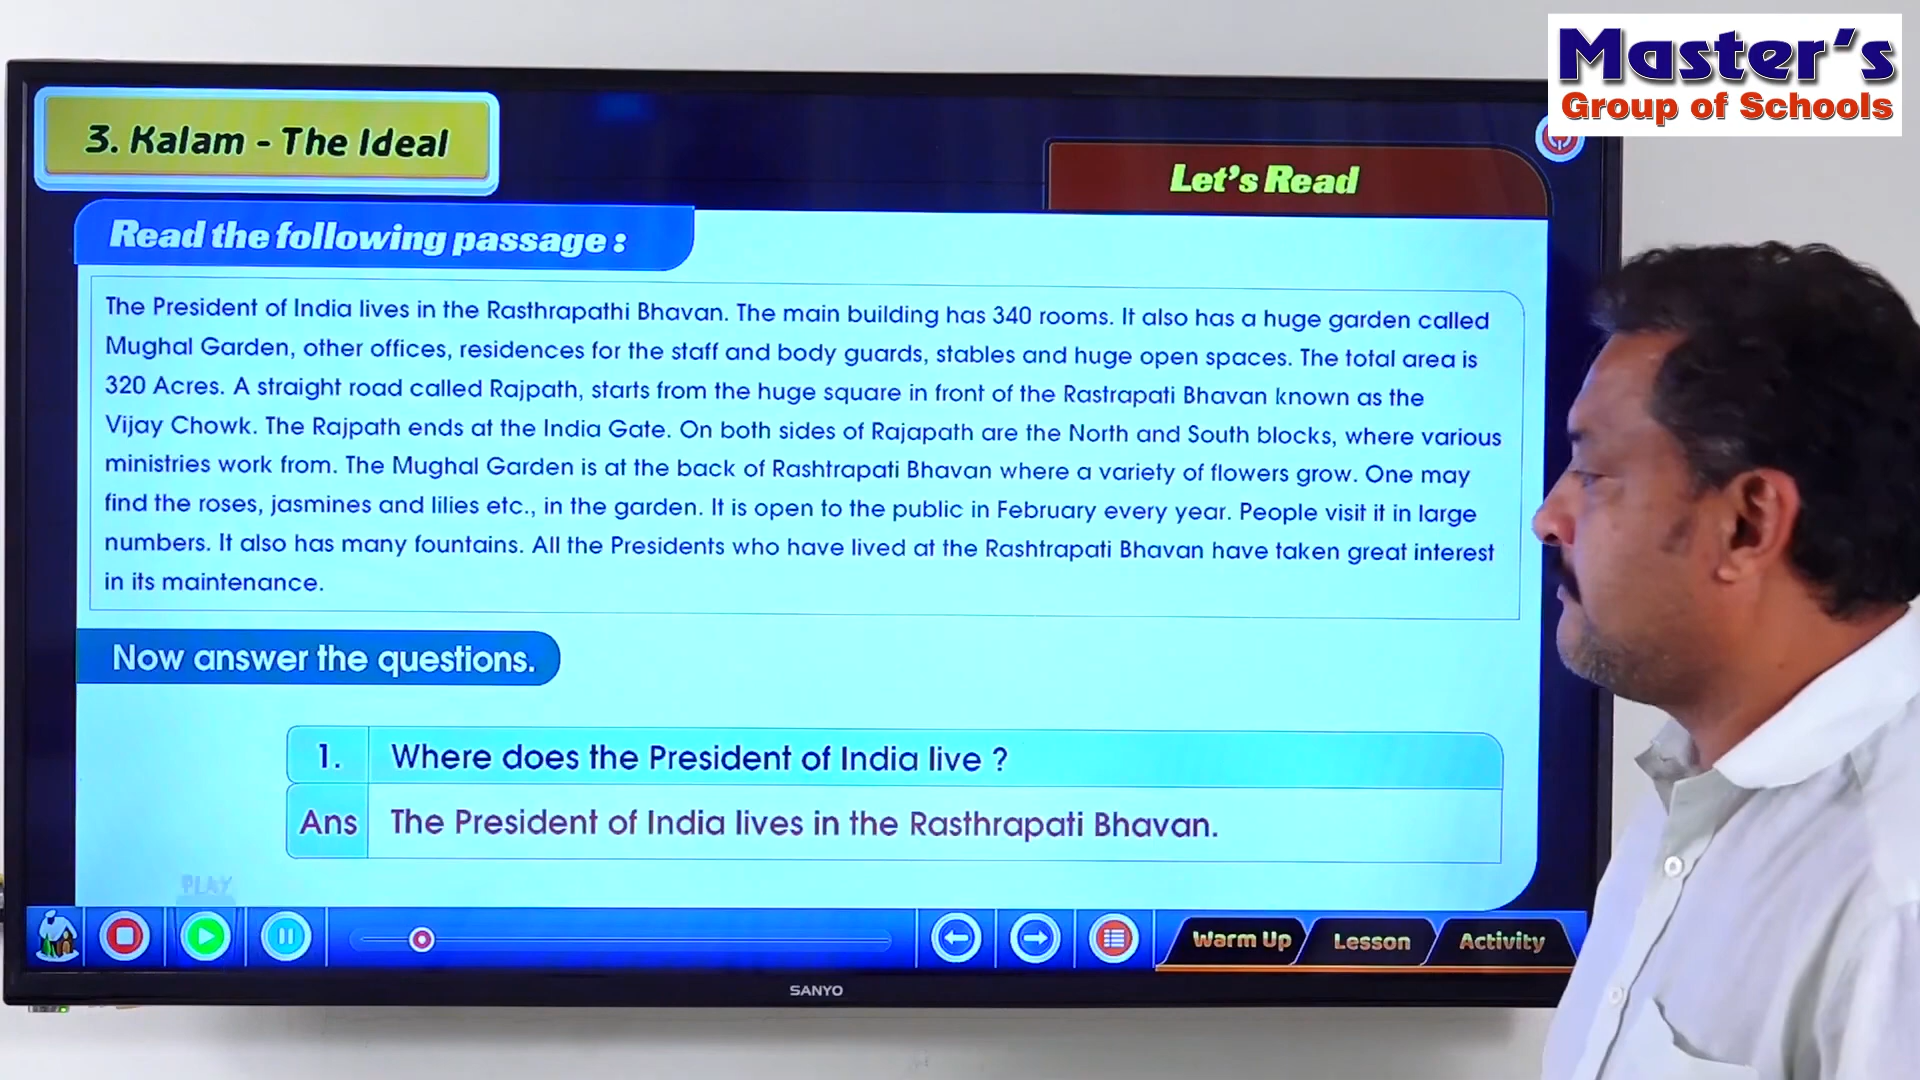 Master's
Group of Schools
3. Kalam - The Ideal
Let's Read
Read the following passage :
The President of India lives in the Rasthrapathi Bhavan. The main building has 340 rooms. It also has a huge garden called
Mughal Garden, other offices, residences for the staff and body guards, stables and huge open spaces. The total area is
320 Acres. A straight road called Rajpath, starts from the huge square in front of the Rastrapati Bhavan known as the
Vijay Chowk. The Rajpath ends at the India Gate. On both sides of Rajapath are the North and South blocks, where various
ministries work from. The Mughal Garden is at the back of Rashtrapati Bhavan where a variety of flowers grow. One may
find the roses, jasmines and lilies etc., in the garden. It is open to the public in February every year. People visit it in large
numbers. It also has many fountains. All the Presidents who have lived at the Rashtrapati Bhavan have taken great interest
in its maintenance.
Now answer the questions.
1. Where does the President of India live ?
Ans The President of India lives in the Rasthrapati Bhavan.
PLAY
Warm Up Lesson Activity
SANYO